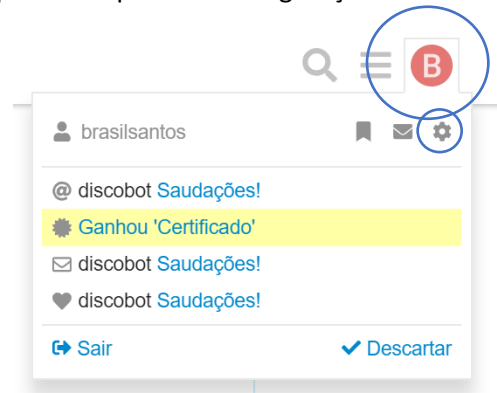 B
brasilsantos
@ discobot Saudações!
Ganhou 'Certificado'
discobot Saudações!
discobot Saudações!
Sair
Descartar